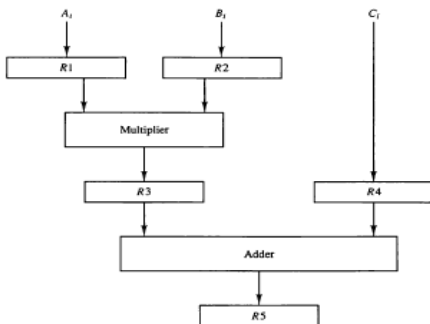 A_i B_i C_i
R1 R2
Multiplier
R3 R4
Adder
R5